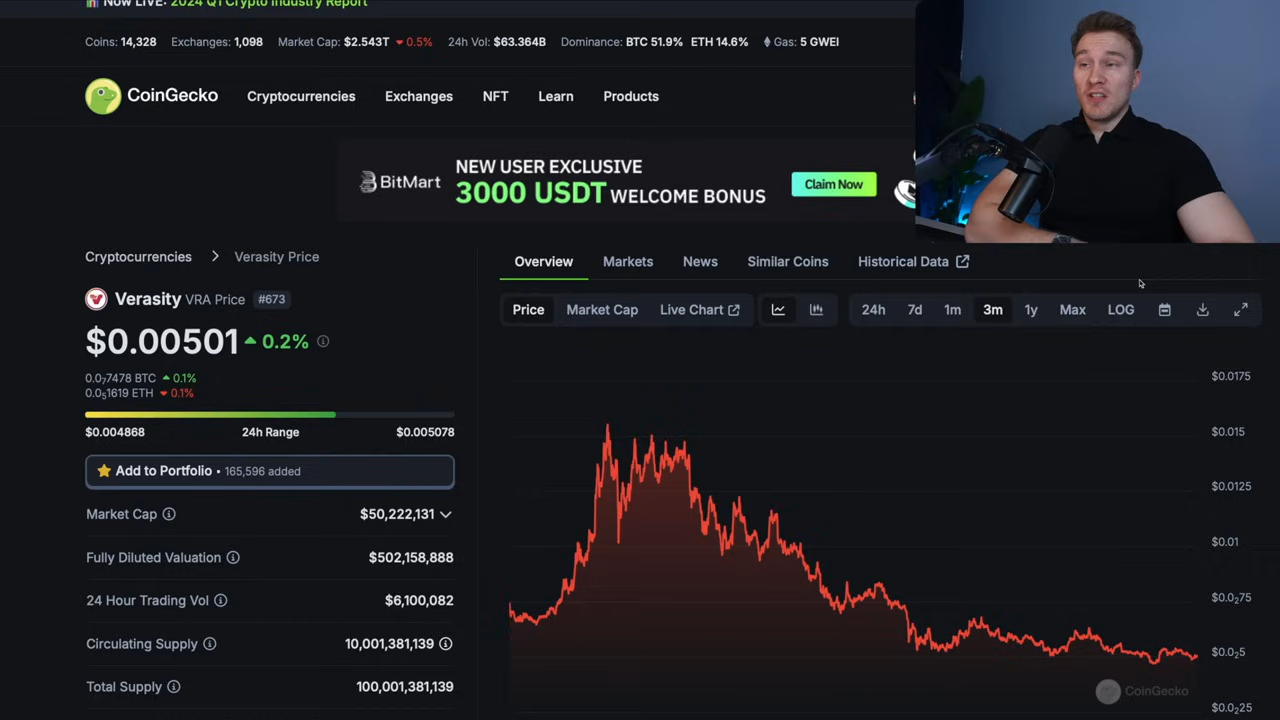 Now LIVE: 2024 Q1 Crypto Industry Report
Coins: 14,328 Exchanges: 1,098 Market Cap: $2.543T 0.5% 24h Vol: $63.364B Dominance: BTC 51.9% ETH 14.6% Gas: 5 GWEI
CoinGecko Cryptocurrencies Exchanges NFT Learn Products
BitMart NEW USER EXCLUSIVE
3000 USDT WELCOME BONUS
Claim Now
Cryptocurrencies > Verasity Price
Overview Markets News Similar Coins Historical Data
Verasity VRA Price #673
Price Market Cap Live Chart 24h 7d 1m 3m 1y Max LOG
$0.00501 0.2%
0.0₇7478 BTC 0.1%
0.0₅1619 ETH 0.1%
$0.004868 24h Range $0.005078
Add to Portfolio • 165,596 added
Market Cap $50,222,131
Fully Diluted Valuation $502,158,888
24 Hour Trading Vol $6,100,082
Circulating Supply 10,001,381,139
Total Supply 100,001,381,139
$0.0175
$0.015
$0.0125
$0.01
$0.0₂75
$0.0₂5
$0.0₂25
CoinGecko